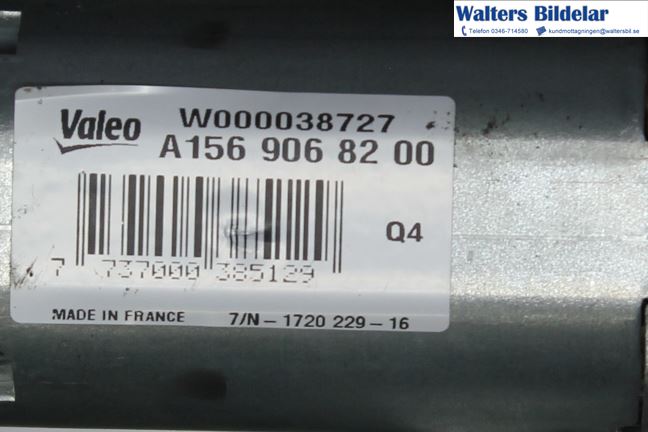 Walters Bildelar
Telefon 0346-714580 kundmottagningen@waltersbil.se
Valeo
W000038727
A156 906 82 00
Q4
7 737000 385129
MADE IN FRANCE 7/N-1720 229-16